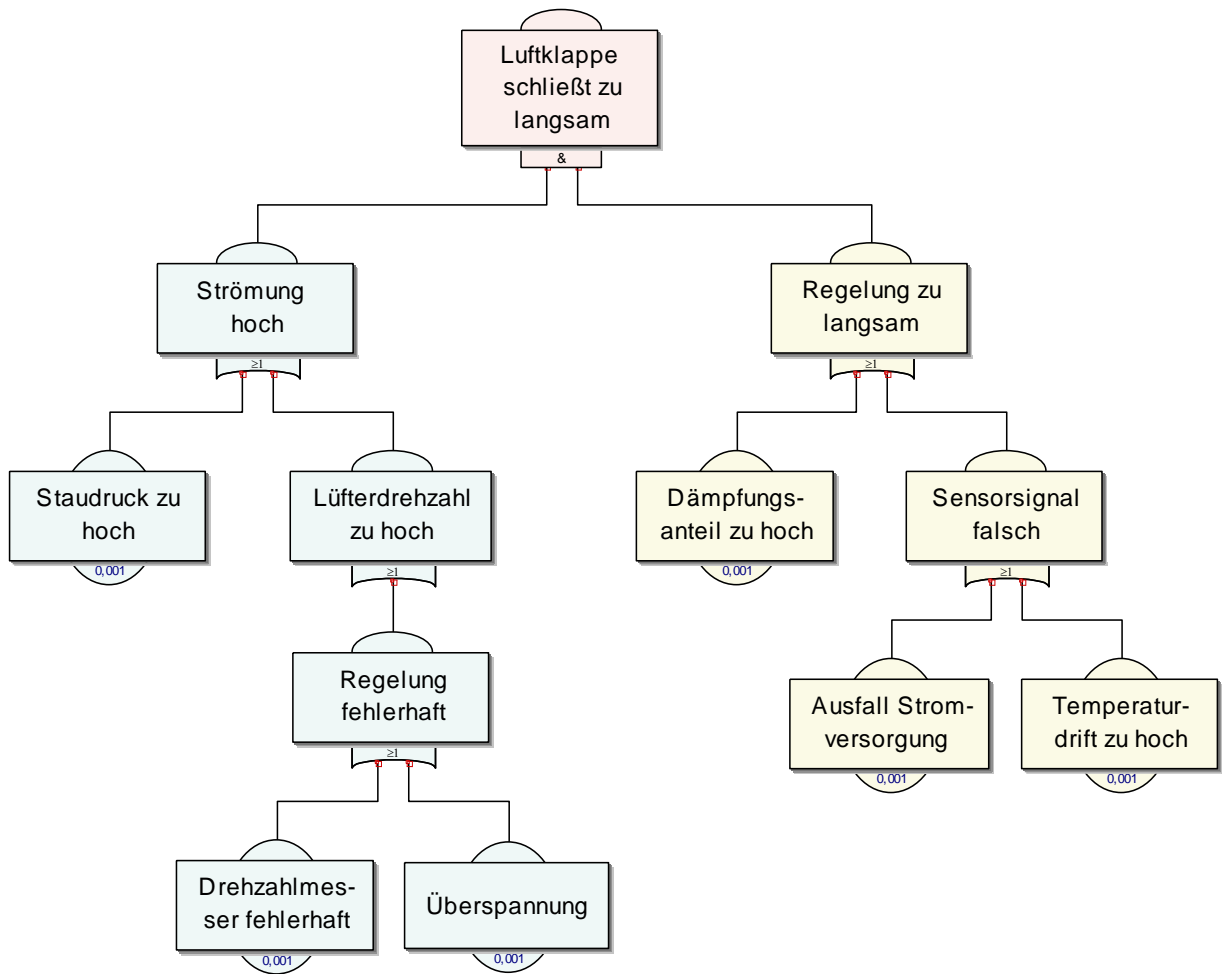 Luftklappe
schließt zu
langsam
&
Strömung
hoch
≥1
Regelung zu
langsam
≥1
Staudruck zu
hoch
0,001
Lüfterdrehzahl
zu hoch
≥1
Dämpfungs-
anteil zu hoch
0,001
Sensorsignal
falsch
≥1
Regelung
fehlerhaft
≥1
Ausfall Strom-
versorgung
0,001
Temperatur-
drift zu hoch
0,001
Drehzahlmes-
ser fehlerhaft
0,001
Überspannung
0,001